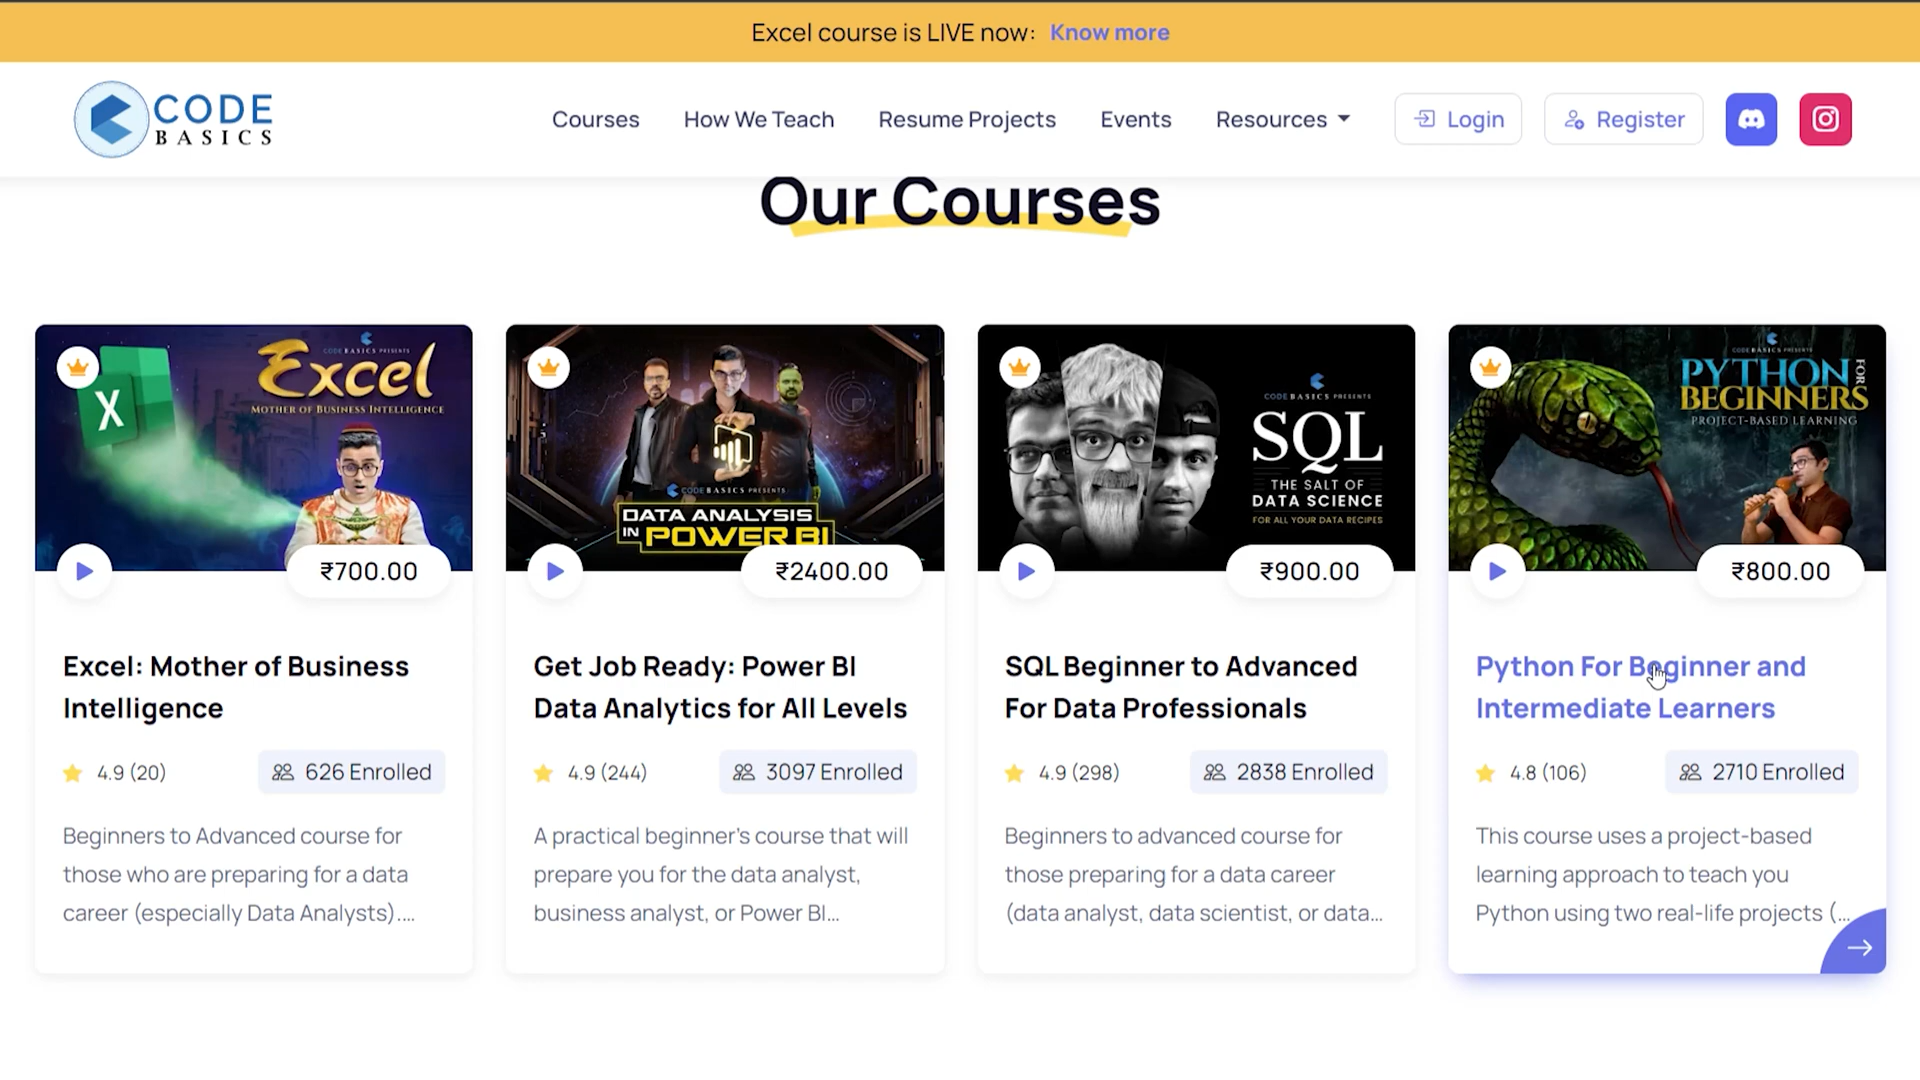 Excel course is LIVE now: Know more
CODE
BASICS
Courses How We Teach Resume Projects Events Resources Login Register
Our Courses
CODEBASICS PRESENTS
Excel
MOTHER OF BUSINESS INTELLIGENCE
X
₹700.00
Excel: Mother of Business
Intelligence
4.9 (20) 626 Enrolled
Beginners to Advanced course for
those who are preparing for a data
career (especially Data Analysts)....
CODEBASICS PRESENTS
DATA ANALYSIS
IN POWER BI
₹2400.00
Get Job Ready: Power BI
Data Analytics for All Levels
4.9 (244) 3097 Enrolled
A practical beginner's course that will
prepare you for the data analyst,
business analyst, or Power BI...
CODEBASICS PRESENTS
SQL
THE SALT OF
DATA SCIENCE
FOR ALL YOUR DATA RECIPES
₹900.00
SQL Beginner to Advanced
For Data Professionals
4.9 (298) 2838 Enrolled
Beginners to advanced course for
those preparing for a data career
(data analyst, data scientist, or data...
CODEBASICS PRESENTS
PYTHON FOR
BEGINNERS
PROJECT-BASED LEARNING
₹800.00
Python For Beginner and
Intermediate Learners
4.8 (106) 2710 Enrolled
This course uses a project-based
learning approach to teach you
Python using two real-life projects (...